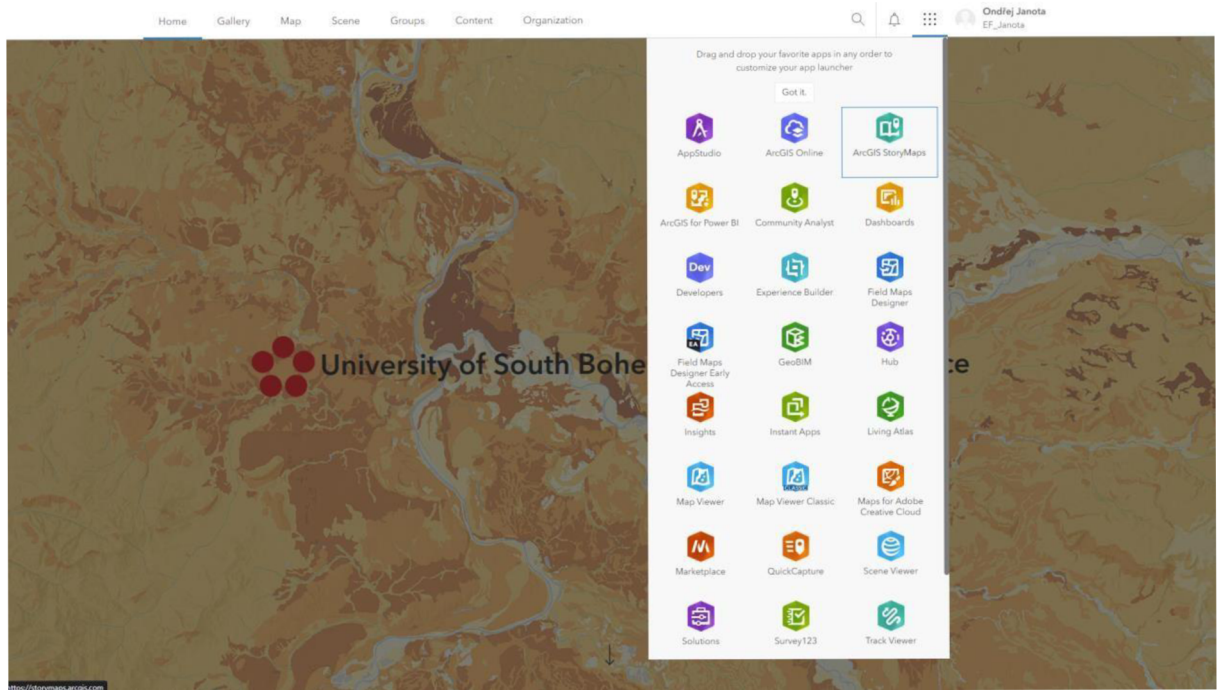 Home Gallery Map Scene Groups Content Organization
Ondřej Janota
EF_Janota
Drag and drop your favorite apps in any order to
customize your app launcher
Got it.
AppStudio ArcGIS Online ArcGIS StoryMaps
ArcGIS for Power BI Community Analyst Dashboards
Dev
Developers Experience Builder Field Maps
Designer
EA
Field Maps GeoBIM Hub
Designer Early
Access
University of South Bohe
ce
Insights Instant Apps Living Atlas
CLASSIC
Map Viewer Map Viewer Classic Maps for Adobe
Creative Cloud
Marketplace QuickCapture Scene Viewer
Solutions Survey123 Track Viewer
https://storymaps.arcgis.com